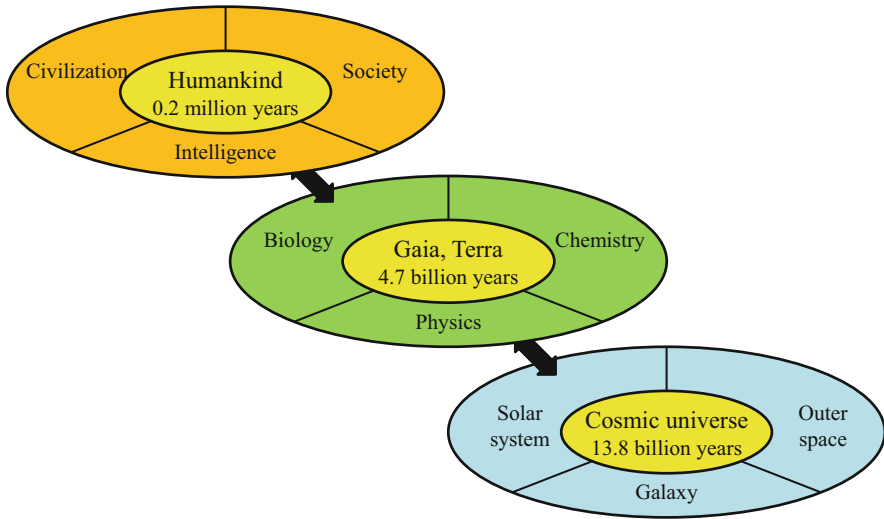 Civilization
Society
Humankind
0.2 million years
Intelligence
Biology
Chemistry
Gaia, Terra
4.7 billion years
Physics
Solar
system
Outer
space
Cosmic universe
13.8 billion years
Galaxy